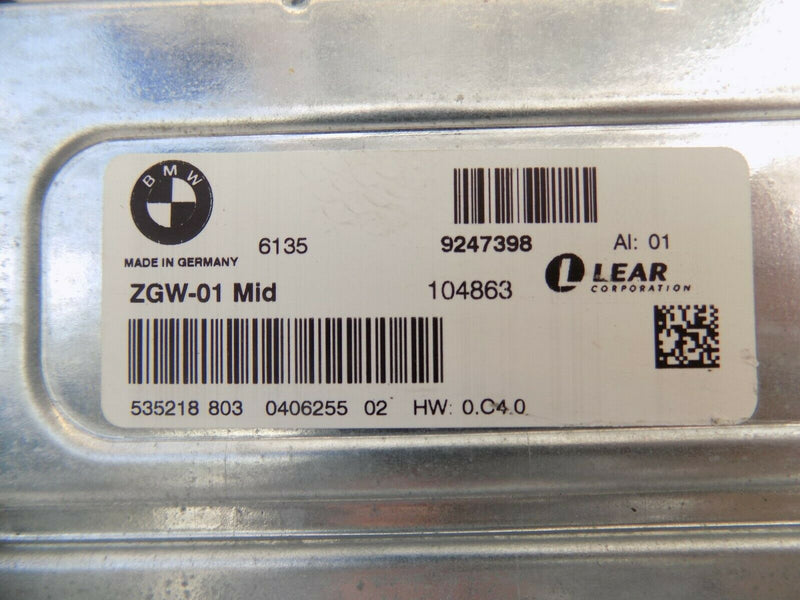 BMW
6135 9247398 AI: 01
MADE IN GERMANY
LEAR
CORPORATION
ZGW-01 Mid 104863
535218 803 0406255 02 HW: 0.C4.0